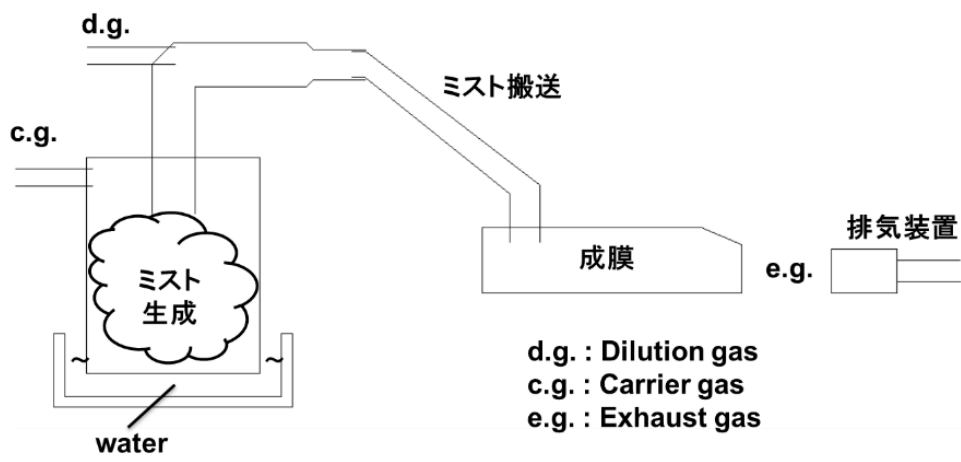 d.g.
ミスト搬送
c.g.
ミスト
生成
成膜
排気装置
e.g.
d.g. : Dilution gas
c.g. : Carrier gas
e.g. : Exhaust gas
~ ~
water